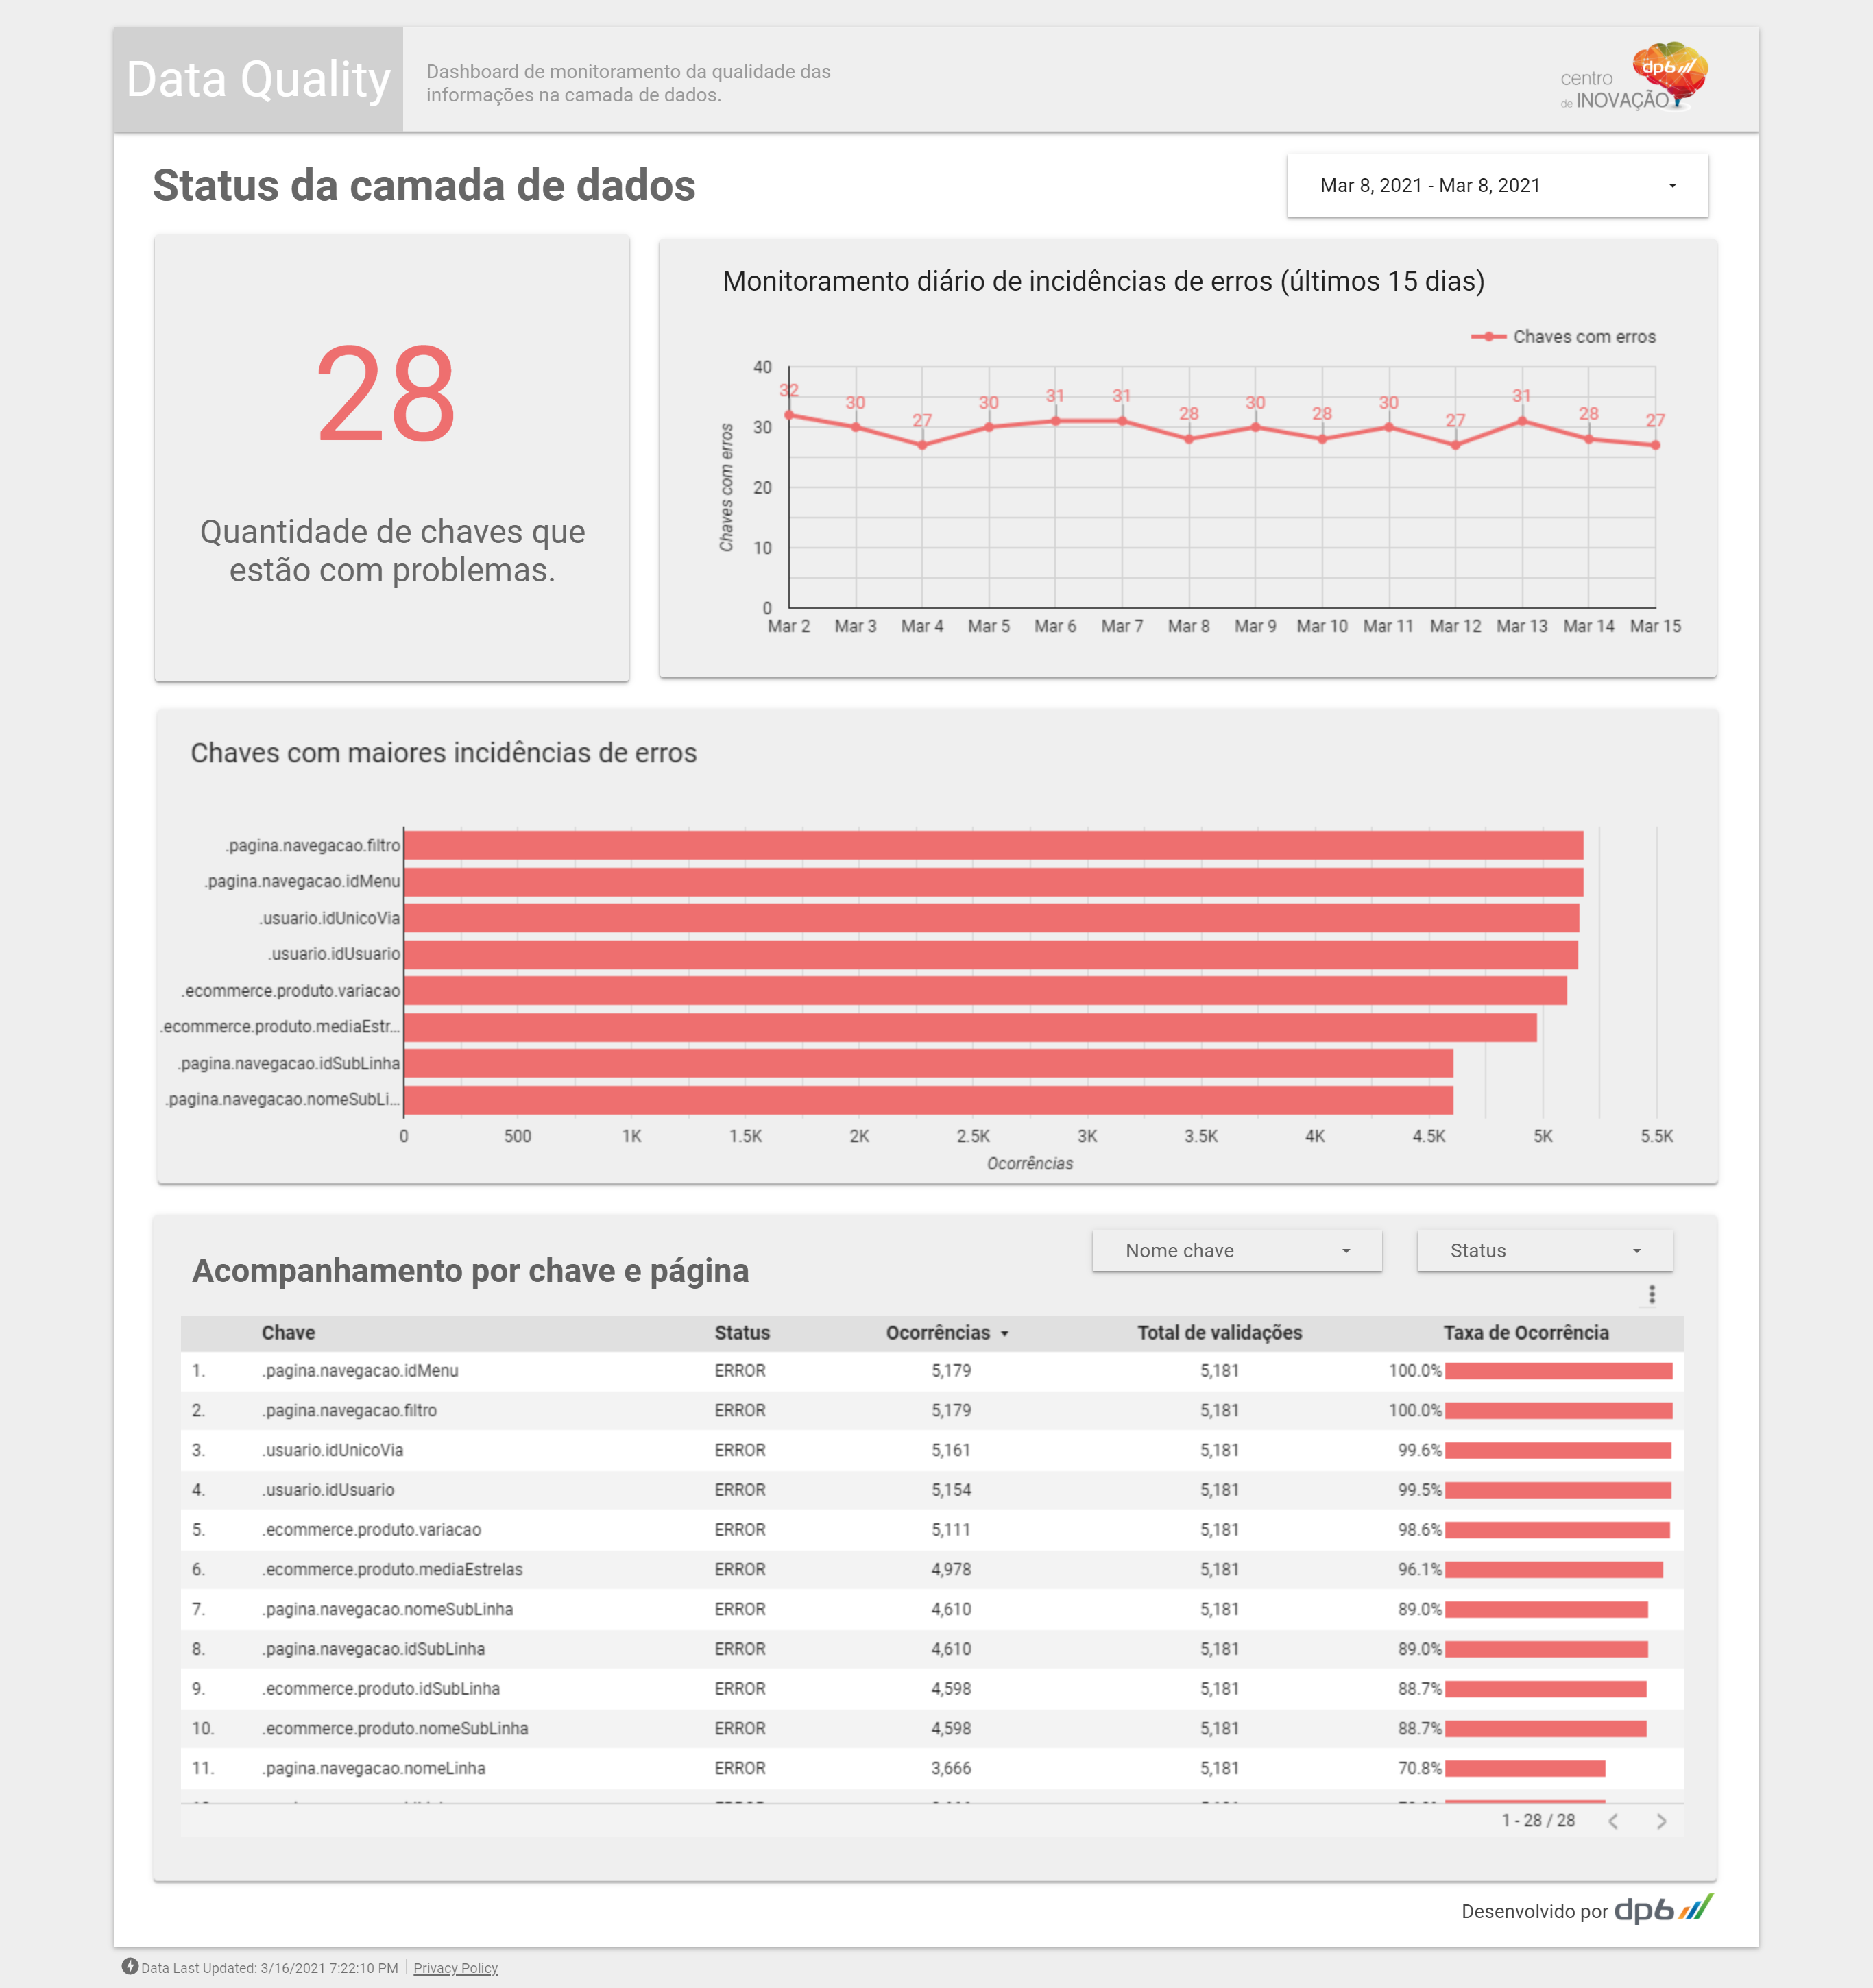 Data Quality
Dashboard de monitoramento da qualidade das
informações na camada de dados.
centro
dp6
de INOVAÇÃO
Status da camada de dados
Mar 8, 2021 - Mar 8, 2021
28
Quantidade de chaves que
estão com problemas.
Monitoramento diário de incidências de erros (últimos 15 dias)
Chaves com erros
Chaves com erros
40
30
20
10
0
32 30 27 30 31 31 28 30 28 30 27 31 28 27
Mar 2 Mar 3 Mar 4 Mar 5 Mar 6 Mar 7 Mar 8 Mar 9 Mar 10 Mar 11 Mar 12 Mar 13 Mar 14 Mar 15
Chaves com maiores incidências de erros
.pagina.navegacao.filtro
.pagina.navegacao.idMenu
.usuario.idUnicoVia
.usuario.idUsuario
.ecommerce.produto.variacao
.ecommerce.produto.mediaEstr...
.pagina.navegacao.idSubLinha
.pagina.navegacao.nomeSubLi...
0 500 1K 1.5K 2K 2.5K 3K 3.5K 4K 4.5K 5K 5.5K
Ocorrências
Acompanhamento por chave e página
Nome chave
Status
Chave Status Ocorrências Total de validações Taxa de Ocorrência
1. .pagina.navegacao.idMenu ERROR 5,179 5,181 100.0%
2. .pagina.navegacao.filtro ERROR 5,179 5,181 100.0%
3. .usuario.idUnicoVia ERROR 5,161 5,181 99.6%
4. .usuario.idUsuario ERROR 5,154 5,181 99.5%
5. .ecommerce.produto.variacao ERROR 5,111 5,181 98.6%
6. .ecommerce.produto.mediaEstrelas ERROR 4,978 5,181 96.1%
7. .pagina.navegacao.nomeSubLinha ERROR 4,610 5,181 89.0%
8. .pagina.navegacao.idSubLinha ERROR 4,610 5,181 89.0%
9. .ecommerce.produto.idSubLinha ERROR 4,598 5,181 88.7%
10. .ecommerce.produto.nomeSubLinha ERROR 4,598 5,181 88.7%
11. .pagina.navegacao.nomeLinha ERROR 3,666 5,181 70.8%
1 - 28 / 28
Desenvolvido por dp6
Data Last Updated: 3/16/2021 7:22:10 PM
Privacy Policy